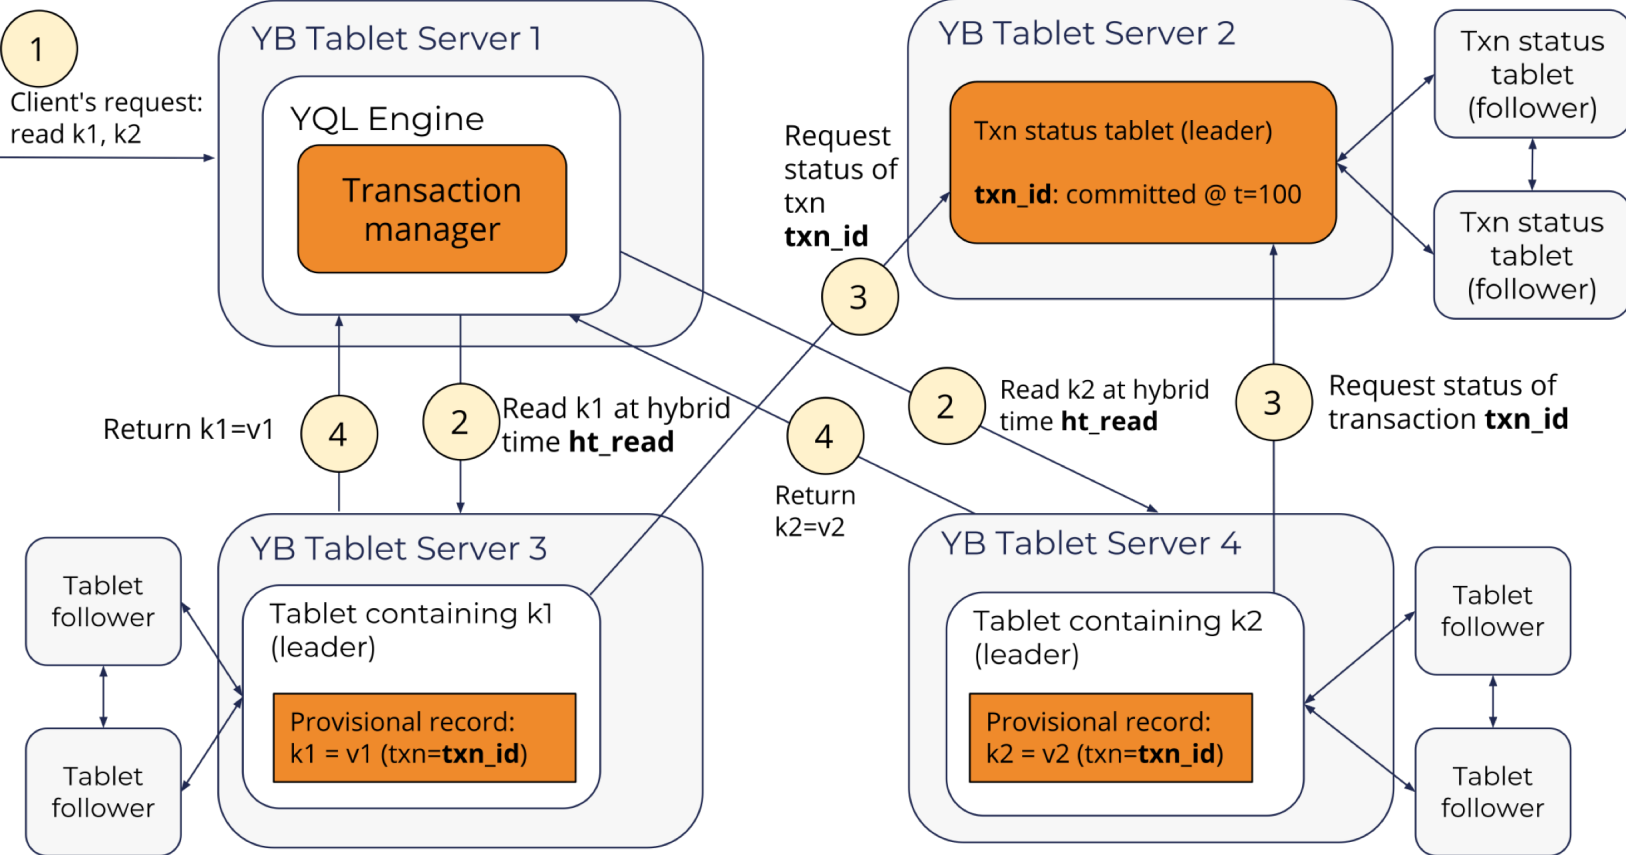 1
Client's request:
read k1, k2
YB Tablet Server 1
YQL Engine
Transaction
manager
YB Tablet Server 2
Txn status tablet (leader)
txn_id: committed @ t=100
Txn status
tablet
(follower)
Txn status
tablet
(follower)
Request
status of
txn
txn_id
3
Return k1=v1
4
2
Read k1 at hybrid
time ht_read
4
Return
k2=v2
2
Read k2 at hybrid
time ht_read
3
Request status of
transaction txn_id
Tablet
follower
Tablet
follower
YB Tablet Server 3
Tablet containing k1
(leader)
Provisional record:
k1 = v1 (txn=txn_id)
YB Tablet Server 4
Tablet containing k2
(leader)
Provisional record:
k2 = v2 (txn=txn_id)
Tablet
follower
Tablet
follower